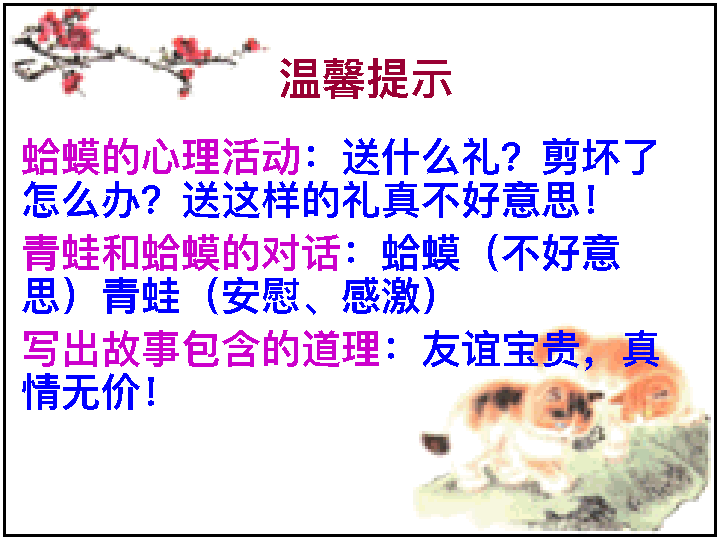 温馨提示
蛤蟆的心理活动：送什么礼？剪坏了
怎么办？送这样的礼真不好意思！
青蛙和蛤蟆的对话：蛤蟆（不好意
思）青蛙（安慰、感激）
写出故事包含的道理：友谊宝贵，真
情无价！